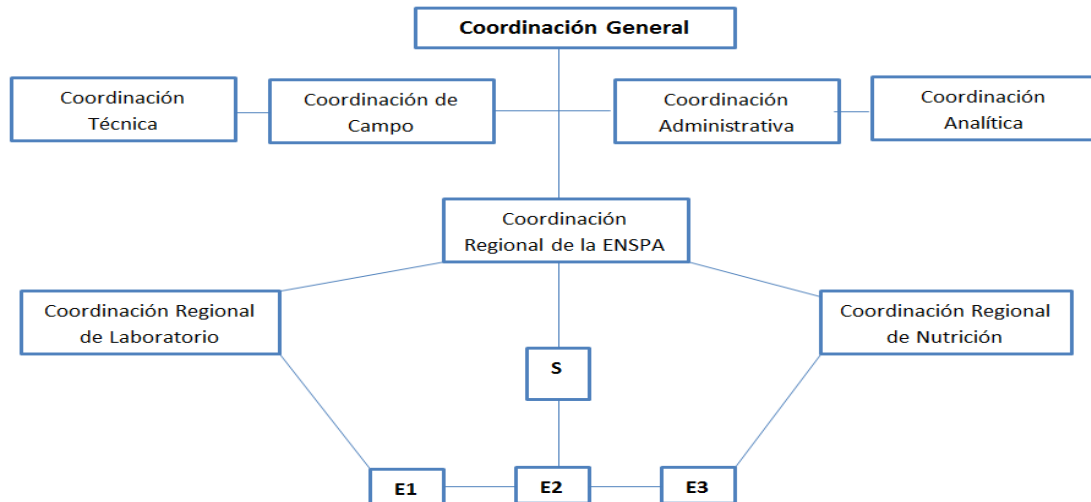 Coordinación General
Coordinación
Técnica
Coordinación de
Campo
Coordinación
Administrativa
Coordinación
Analítica
Coordinación
Regional de la ENSPA
Coordinación Regional
de Laboratorio
Coordinación Regional
de Nutrición
S
E1
E2
E3